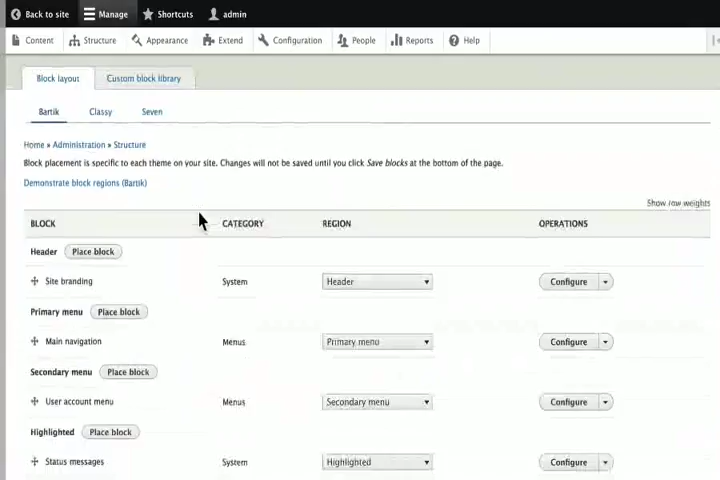 Back to site Manage Shortcuts admin
Content Structure Appearance Extend Configuration People Reports Help
Block layout Custom block library
Bartik Classy Seven
Home » Administration » Structure
Block placement is specific to each theme on your site. Changes will not be saved until you click Save blocks at the bottom of the page.
Demonstrate block regions (Bartik)
Show row weights
BLOCK CATEGORY REGION OPERATIONS
Header Place block
Site branding System Header Configure
Primary menu Place block
Main navigation Menus Primary menu Configure
Secondary menu Place block
User account menu Menus Secondary menu Configure
Highlighted Place block
Status messages System Highlighted Configure